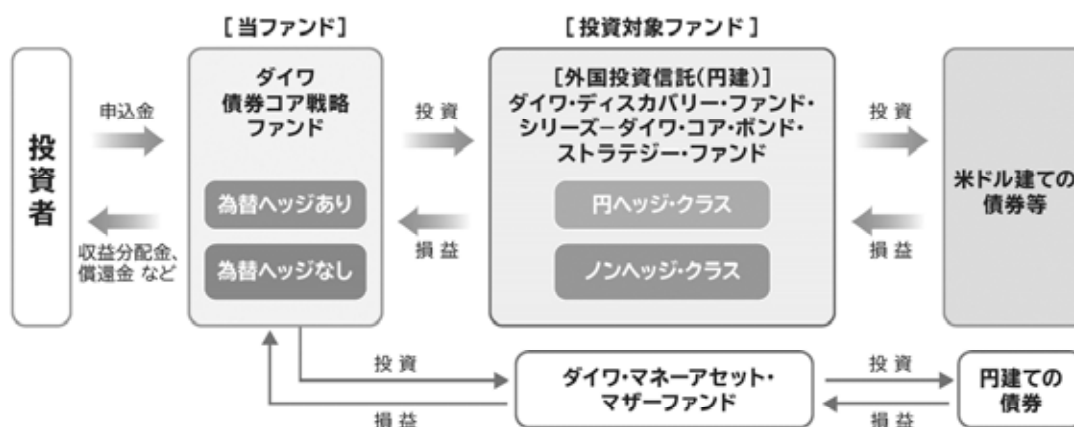 [当ファンド]
[投資対象ファンド]
投資者
申込金
収益分配金、
償還金 など
ダイワ
債券コア戦略
ファンド
為替ヘッジあり
為替ヘッジなし
投 資
損 益
[外国投資信託(円建)]
ダイワ・ディスカバリー・ファンド・
シリーズ−ダイワ・コア・ボンド・
ストラテジー・ファンド
円ヘッジ・クラス
ノンヘッジ・クラス
投 資
損 益
米ドル建ての
債券等
投 資
損 益
ダイワ・マネーアセット・
マザーファンド
投 資
損 益
円建ての
債券